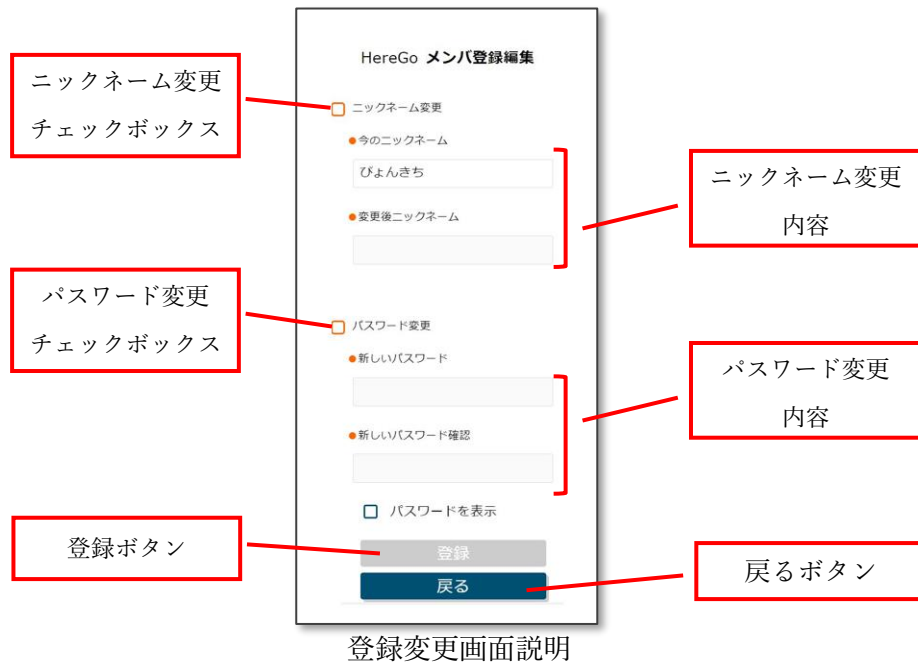 HereGo メンバ登録編集
ニックネーム変更
チェックボックス
ニックネーム変更
●今のニックネーム
ぴょんきち
●変更後ニックネーム
ニックネーム変更
内容
パスワード変更
チェックボックス
パスワード変更
●新しいパスワード
●新しいパスワード確認
パスワード変更
内容
パスワードを表示
登録ボタン
登録
戻る
戻るボタン
登録変更画面説明